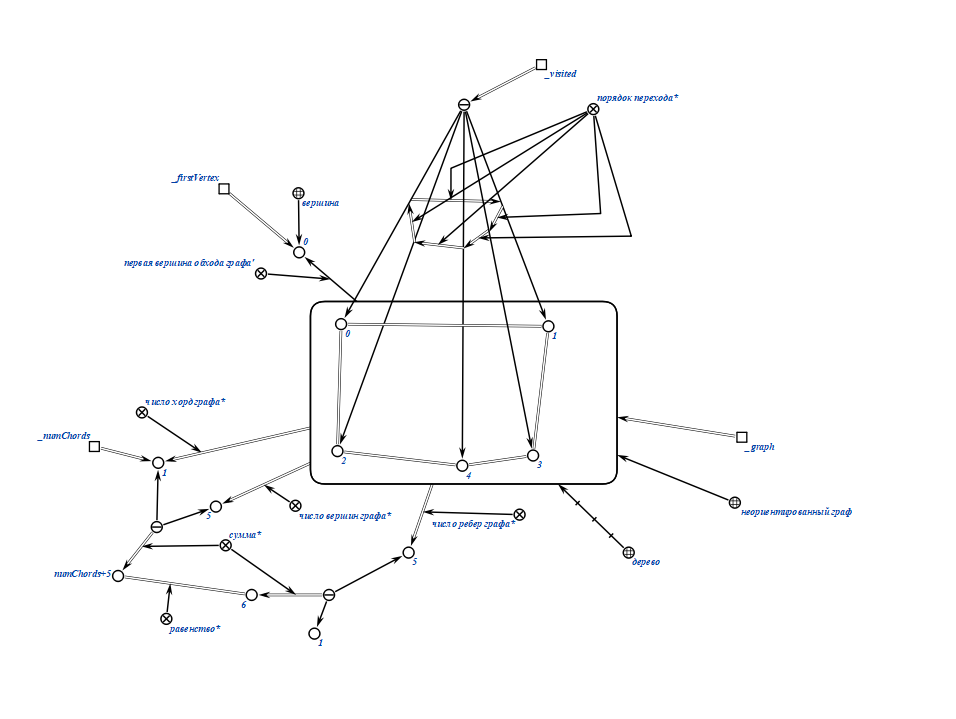 _visited
порядок перехода*
_firstVertex
вершина
0
первая вершина обхода графа'
0
1
число хорд графа*
_numChords
1
2
4
3
_graph
5
число вершин графа*
число ребер графа*
неориентированный граф
сумма*
5
дерево
numChords+5
6
равенство*
1